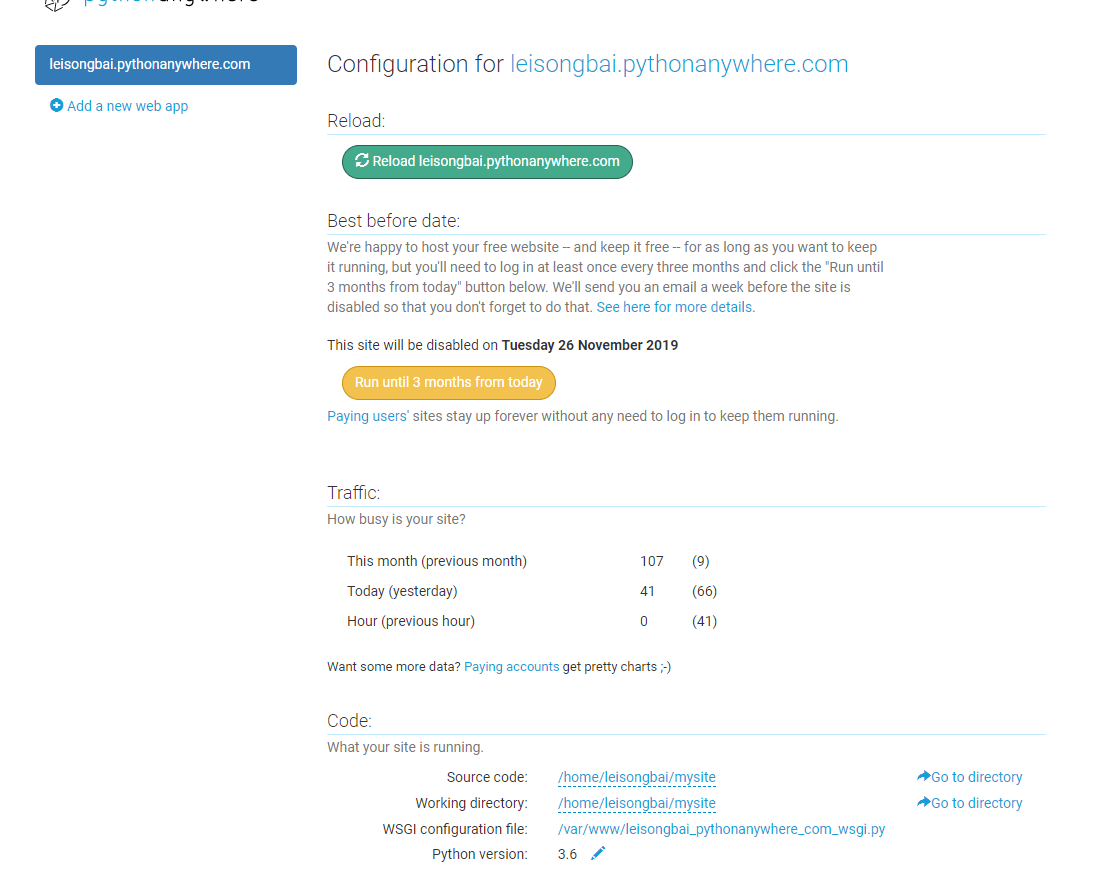 leisongbai.pythonanywhere.com
Add a new web app
Configuration for leisongbai.pythonanywhere.com
Reload:
Reload leisongbai.pythonanywhere.com
Best before date:
We're happy to host your free website -- and keep it free -- for as long as you want to keep
it running, but you'll need to log in at least once every three months and click the "Run until
3 months from today" button below. We'll send you an email a week before the site is
disabled so that you don't forget to do that. See here for more details.
This site will be disabled on Tuesday 26 November 2019
Run until 3 months from today
Paying users' sites stay up forever without any need to log in to keep them running.
Traffic:
How busy is your site?
This month (previous month) 107 (9)
Today (yesterday) 41 (66)
Hour (previous hour) 0 (41)
Want some more data? Paying accounts get pretty charts ;-)
Code:
What your site is running.
Source code: /home/leisongbai/mysite Go to directory
Working directory: /home/leisongbai/mysite Go to directory
WSGI configuration file: /var/www/leisongbai_pythonanywhere_com_wsgi.py
Python version: 3.6